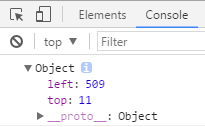 Elements Console
top Filter
Object i
left: 509
top: 11
__proto__: Object